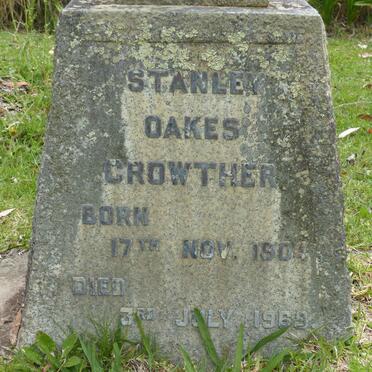 STANLEY
OAKES
CROWTHER
BORN
17TH NOV. 1904
DIED
3RD JULY 1969